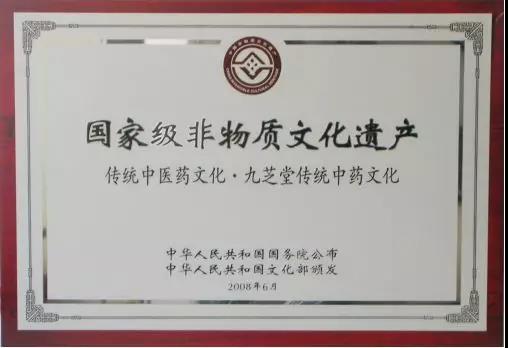 国家级非物质文化遗产
传统中医药文化·九芝堂传统中药文化
中华人民共和国国务院公布
中华人民共和国文化部颁发
2008年6月